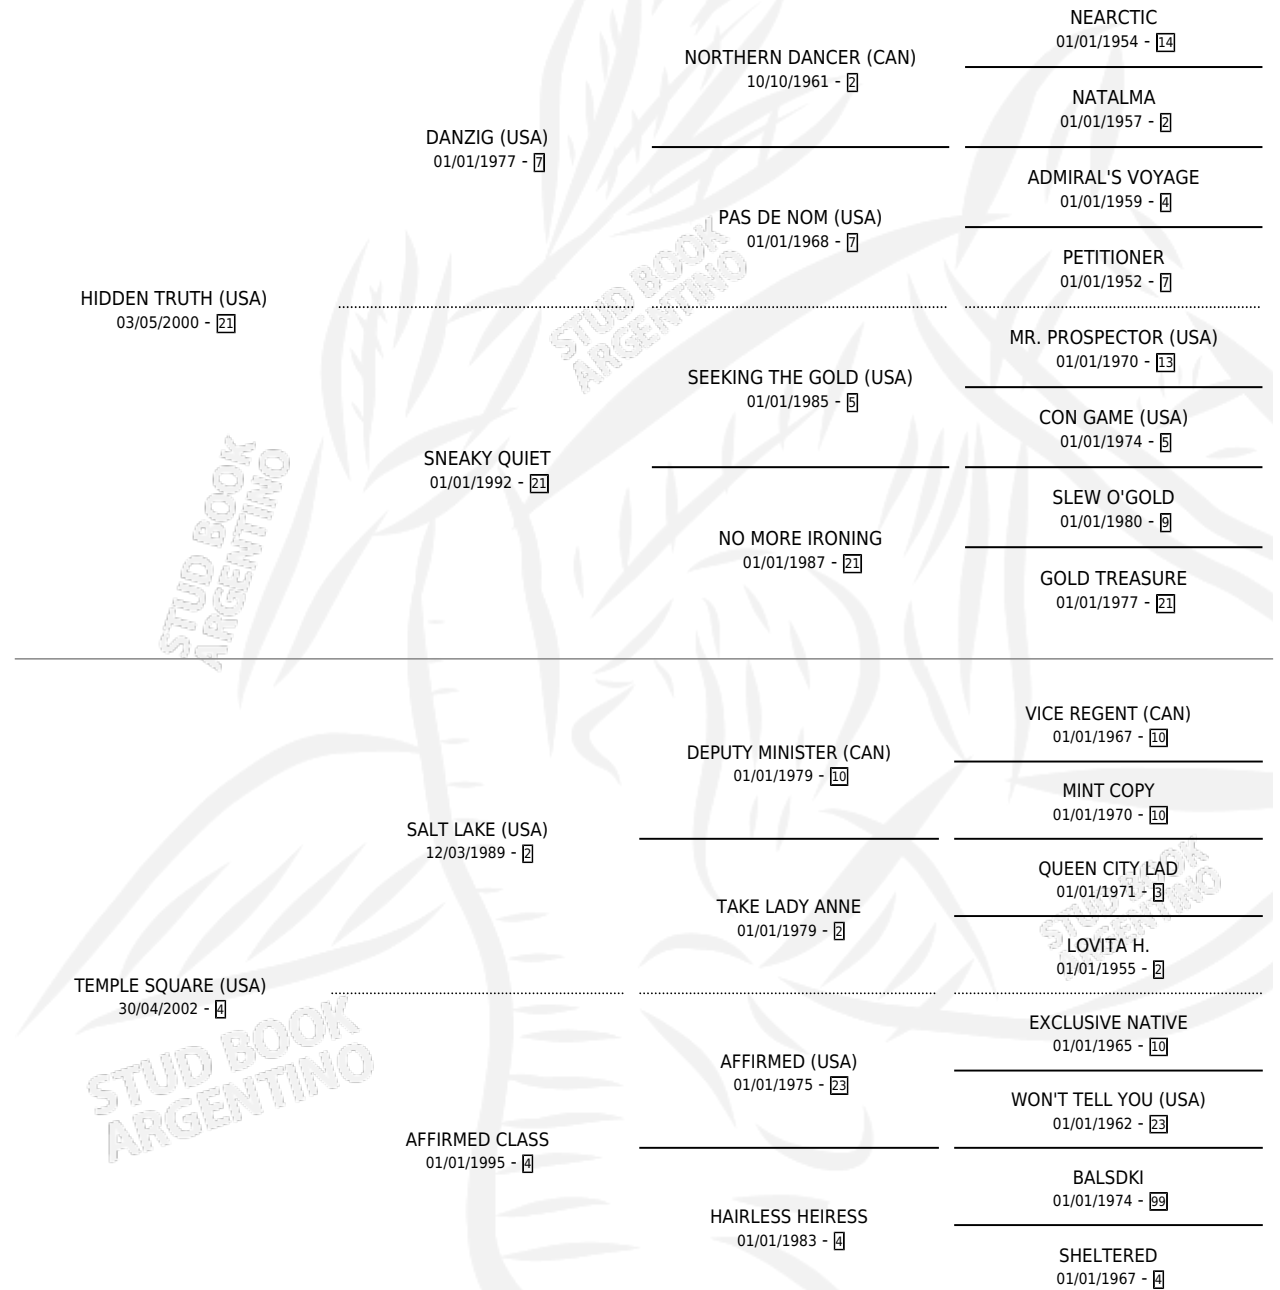 NEARCTIC
01/01/1954 - 14
NORTHERN DANCER (CAN)
10/10/1961 - 2
NATALMA
01/01/1957 - 2
DANZIG (USA)
01/01/1977 - 7
ADMIRAL'S VOYAGE
01/01/1959 - 4
PAS DE NOM (USA)
01/01/1968 - 7
PETITIONER
01/01/1952 - 7
HIDDEN TRUTH (USA)
03/05/2000 - 21
STUD BOOK
ARGENTINO
MR. PROSPECTOR (USA)
01/01/1970 - 13
SEEKING THE GOLD (USA)
01/01/1985 - 5
CON GAME (USA)
01/01/1974 - 5
SNEAKY QUIET
01/01/1992 - 21
SLEW O'GOLD
01/01/1980 - 9
NO MORE IRONING
01/01/1987 - 21
GOLD TREASURE
01/01/1977 - 21
STUD BOOK
ARGENTINO
VICE REGENT (CAN)
01/01/1967 - 10
DEPUTY MINISTER (CAN)
01/01/1979 - 10
MINT COPY
01/01/1970 - 10
SALT LAKE (USA)
12/03/1989 - 2
QUEEN CITY LAD
01/01/1971 - 3
TAKE LADY ANNE
01/01/1979 - 2
STUD BOOK
ARGENTINO
LOVITA H.
01/01/1955 - 2
TEMPLE SQUARE (USA)
30/04/2002 - 4
STUD BOOK
ARGENTINO
EXCLUSIVE NATIVE
01/01/1965 - 10
AFFIRMED (USA)
01/01/1975 - 23
WON'T TELL YOU (USA)
01/01/1962 - 23
AFFIRMED CLASS
01/01/1995 - 4
BALSDKI
01/01/1974 - 99
HAIRLESS HEIRESS
01/01/1983 - 4
SHELTERED
01/01/1967 - 4